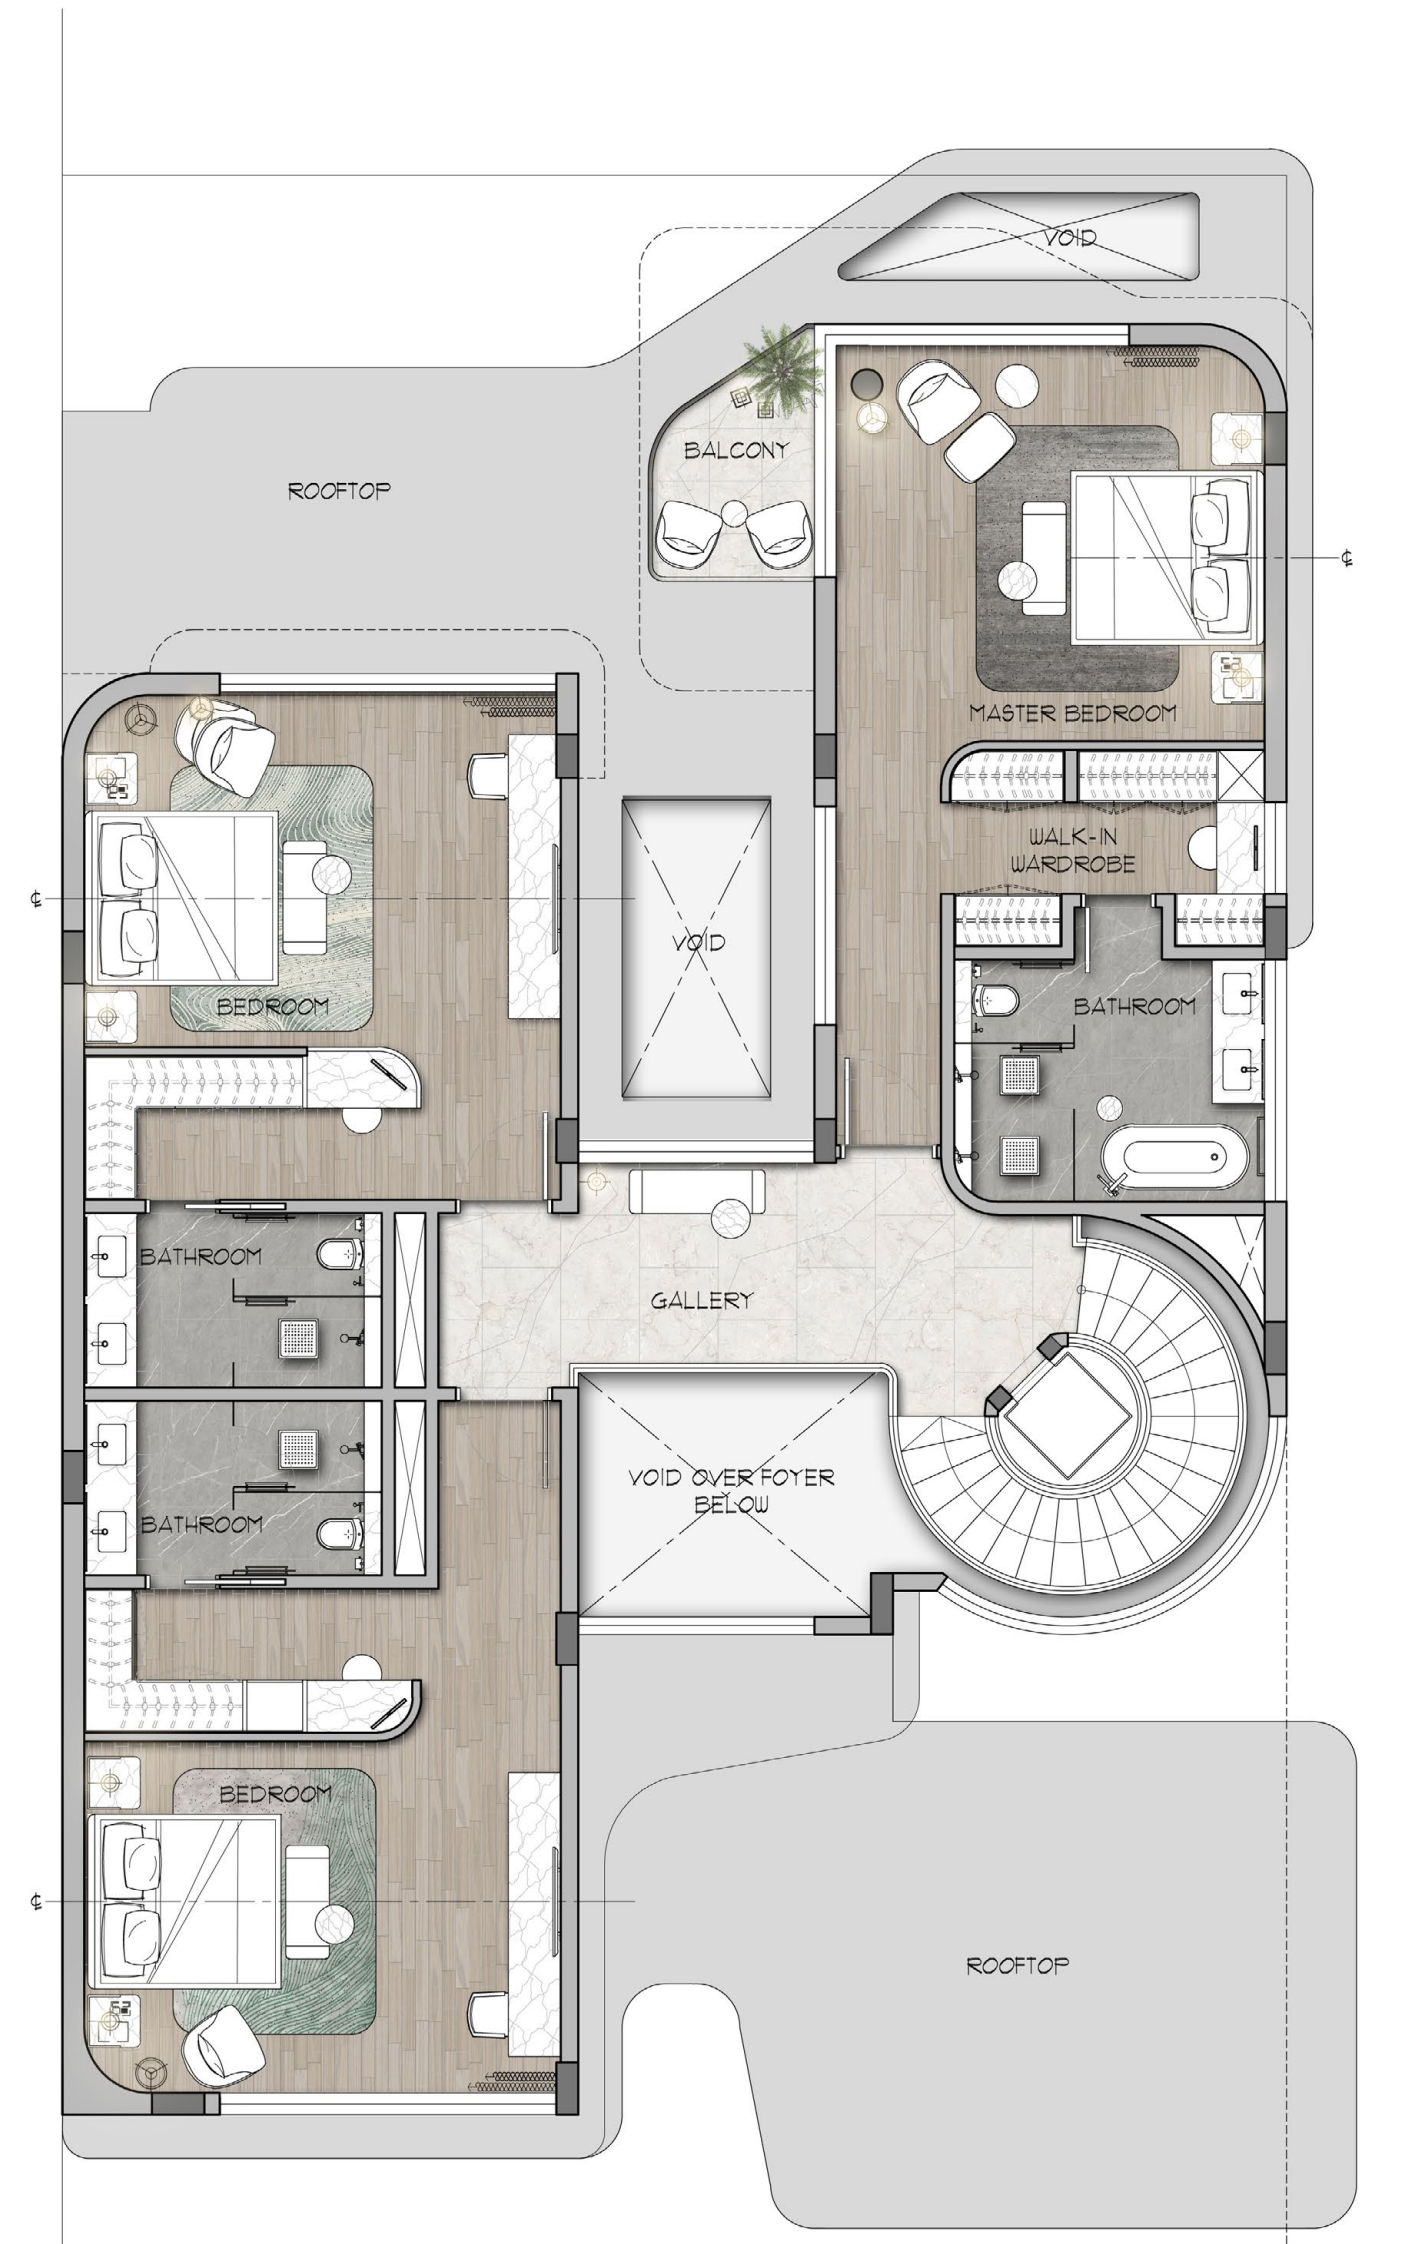 VOID
BALCONY
ROOFTOP
MASTER BEDROOM
WALK-IN
WARDROBE
VOID
BEDROOM
BATHROOM
BATHROOM
GALLERY
VOID OVER FOYER
BELOW
BATHROOM
BEDROOM
ROOFTOP